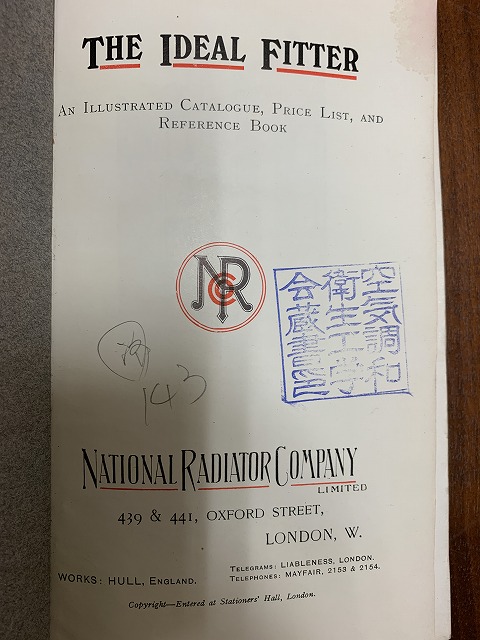 THE IDEAL FITTER
AN ILLUSTRATED CATALOGUE, PRICE LIST, AND
REFERENCE BOOK
NRC
空気調和
衛生工学
会蔵書印
143
NATIONAL RADIATOR COMPANY
LIMITED
439 & 441, OXFORD STREET,
LONDON, W.
WORKS: HULL, ENGLAND.
TELEGRAMS: LIABLENESS, LONDON.
TELEPHONES: MAYFAIR, 2153 & 2154.
Copyright—Entered at Stationers' Hall, London.